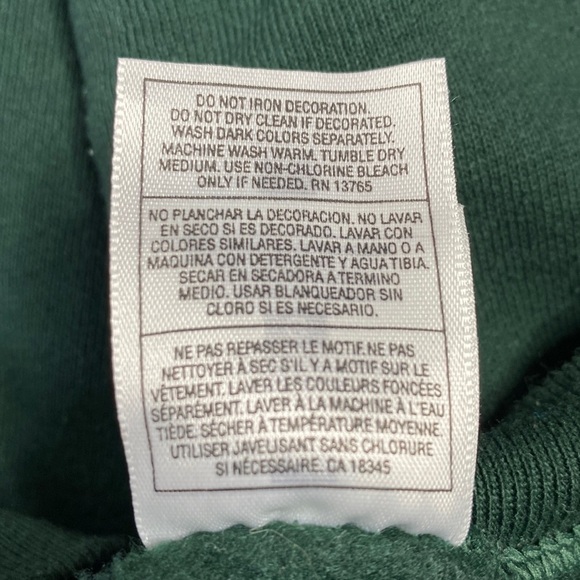 DO NOT IRON DECORATION.
DO NOT DRY CLEAN IF DECORATED.
WASH DARK COLORS SEPARATELY.
MACHINE WASH WARM. TUMBLE DRY
MEDIUM. USE NON-CHLORINE BLEACH
ONLY IF NEEDED. RN 13765
NO PLANCHAR LA DECORACION. NO LAVAR
EN SECO SI ES DECORADO. LAVAR CON
COLORES SIMILARES. LAVAR A MANO O A
MAQUINA CON DETERGENTE Y AGUA TIBIA.
SECAR EN SECADORA A TERMINO
MEDIO. USAR BLANQUEADOR SIN
CLORO SI ES NECESARIO.
NE PAS REPASSER LE MOTIF. NE PAS
NETTOYER À SEC S'IL Y A MOTIF SUR LE
VÊTEMENT. LAVER LES COULEURS FONCÉES
SÉPARÉMENT. LAVER À LA MACHINE À L'EAU
TIÈDE. SÉCHER À TEMPÉRATURE MOYENNE.
UTILISER JAVELISANT SANS CHLORURE
SI NÉCESSAIRE. CA 18345